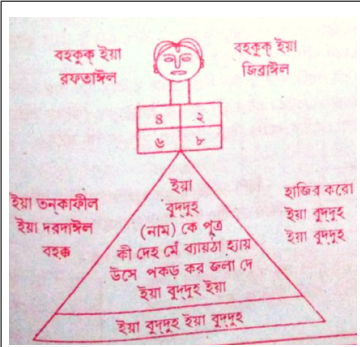 বহকুক্ ইয়া
রফতাঈল
বহকুক্ ইয়া
জিব্রাঈল
৪ ২
৬ ৮
ইয়া তন্কাফীল
ইয়া দরদাঈল
বহক্ক
ইয়া
বুদ্দুহ
(নাম) কে পুত্র
কী দেহ মেঁ ব্যায়ঠা হ্যায়
উসে পকড় কর জলা দে
ইয়া বুদ্দুহ ইয়া
হাজির করো
ইয়া বুদ্দুহ
ইয়া বুদ্দুহ
ইয়া বুদ্দুহ ইয়া বুদ্দুহ